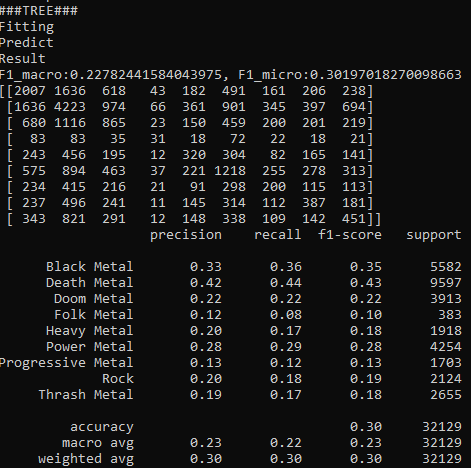 ###TREE###
Fitting
Predict
Result
F1_macro:0.22782441584043975, F1_micro:0.30197018270098663
[[2007 1636 618 43 182 491 161 206 238]
[1636 4223 974 66 361 901 345 397 694]
[ 680 1116 865 23 150 459 200 201 219]
[ 83 83 35 31 18 72 22 18 21]
[ 243 456 195 12 320 304 82 165 141]
[ 575 894 463 37 221 1218 255 278 313]
[ 234 415 216 21 91 298 200 115 113]
[ 237 496 241 11 145 314 112 387 181]
[ 343 821 291 12 148 338 109 142 451]]
precision recall f1-score support
Black Metal 0.33 0.36 0.35 5582
Death Metal 0.42 0.44 0.43 9597
Doom Metal 0.22 0.22 0.22 3913
Folk Metal 0.12 0.08 0.10 383
Heavy Metal 0.20 0.17 0.18 1918
Power Metal 0.28 0.29 0.28 4254
Progressive Metal 0.13 0.12 0.13 1703
Rock 0.20 0.18 0.19 2124
Thrash Metal 0.19 0.17 0.18 2655
accuracy 0.30 32129
macro avg 0.23 0.22 0.23 32129
weighted avg 0.30 0.30 0.30 32129